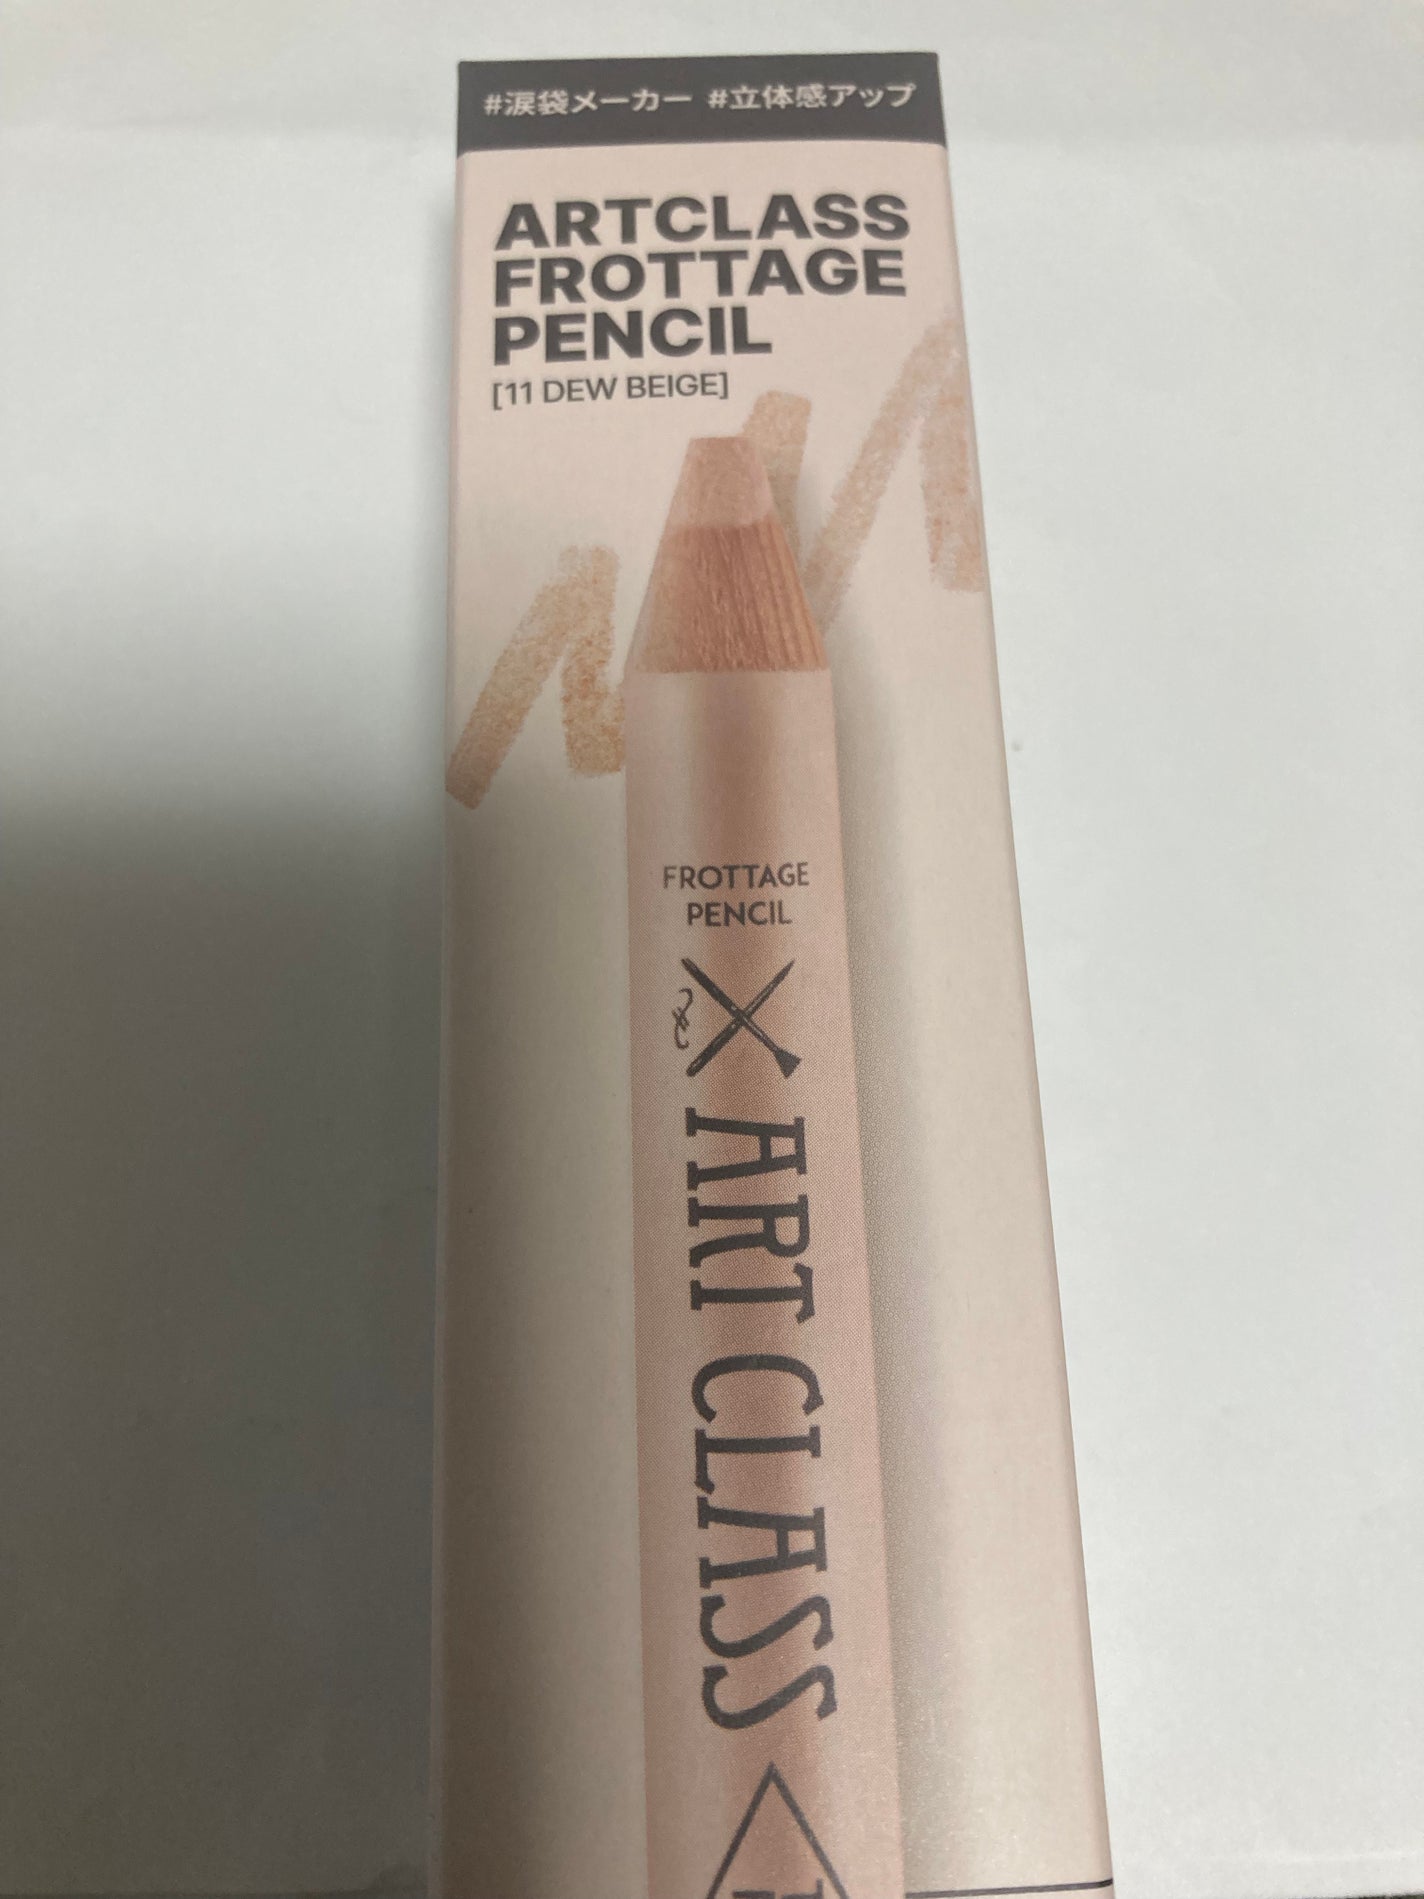 #涙袋メーカー #立体感アップ
ARTCLASS
FROTTAGE
PENCIL
[11 DEW BEIGE]
FROTTAGE
PENCIL
ART CLASS